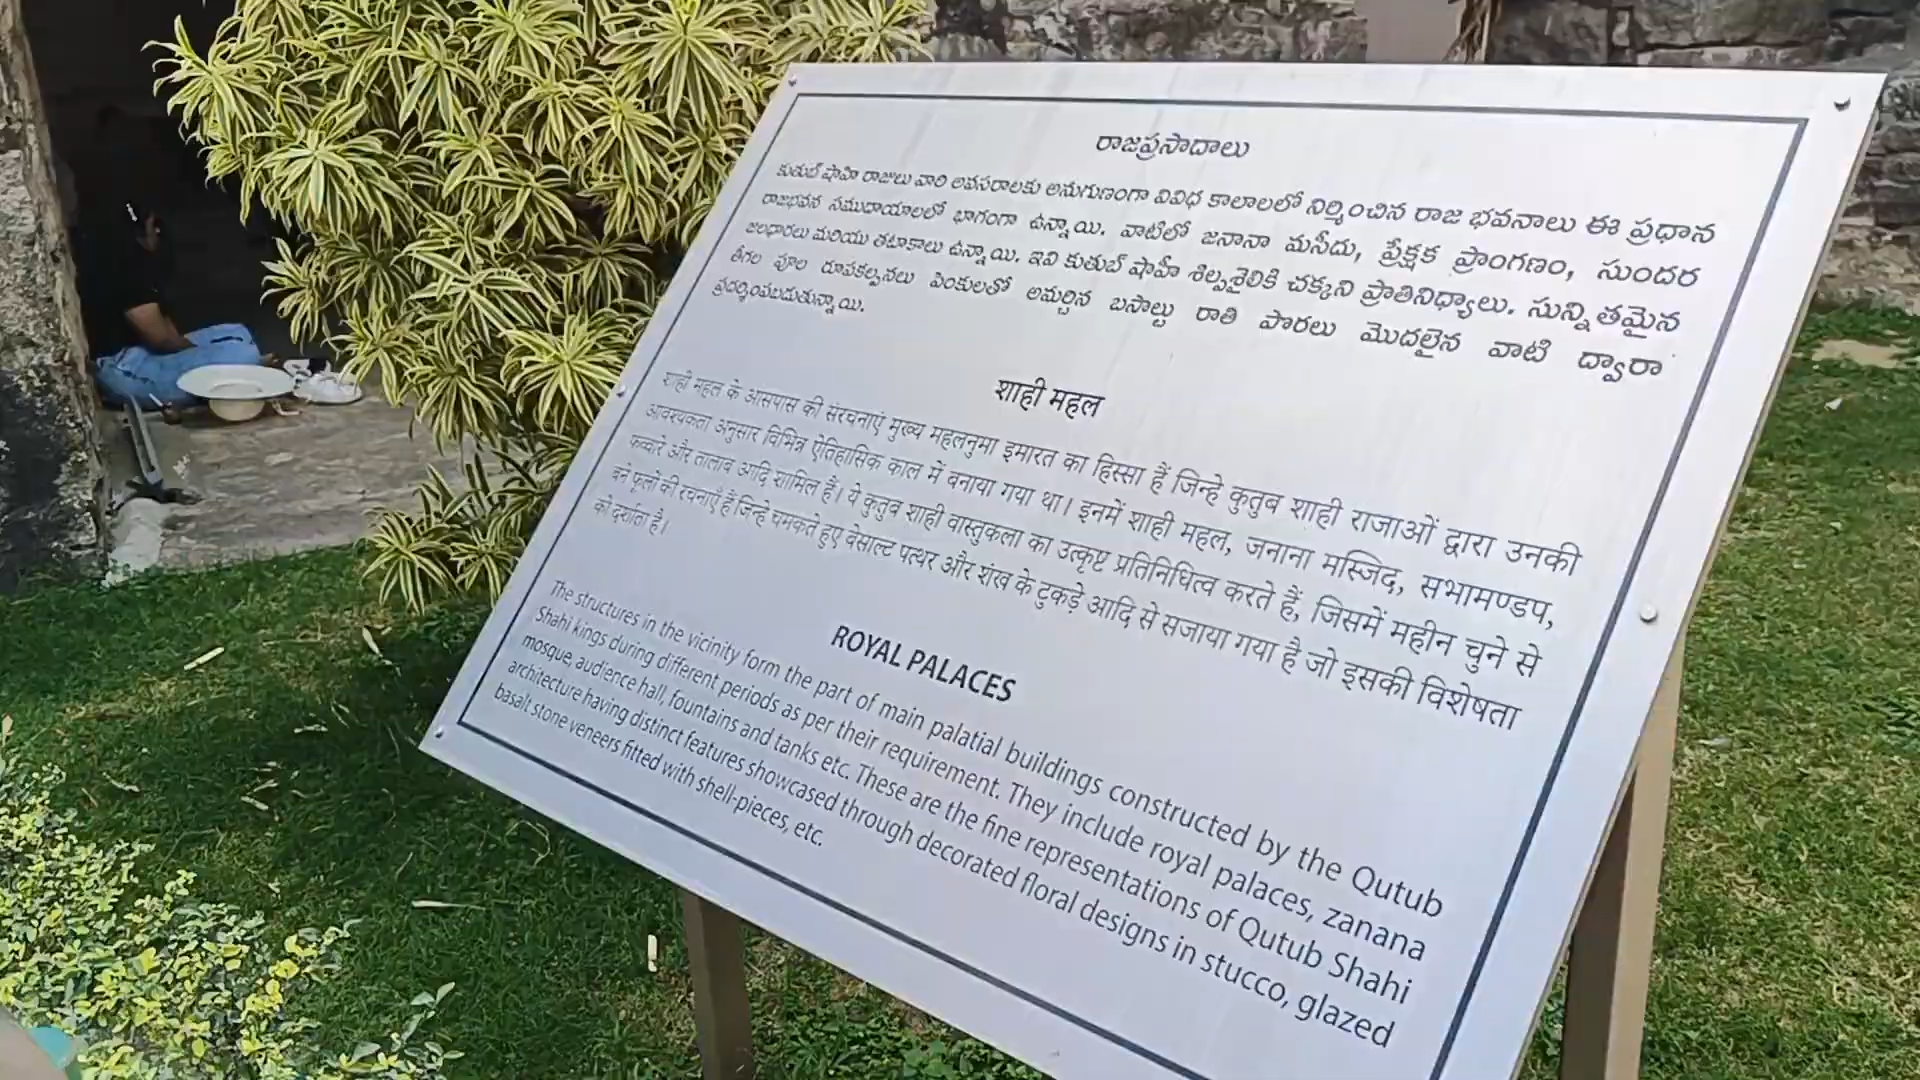 రాజప్రసాదాలు
కుతుబ్ షాహి రాజులు వారి అవసరాలకు అనుగుణంగా వివిధ కాలాలలో నిర్మించిన రాజ భవనాలు ఈ ప్రధాన
రాజభవన సముదాయాలలో భాగంగా ఉన్నాయి. వాటిలో జనానా మసీదు, ప్రేక్షక ప్రాంగణం, సుందర
జలధారలు మరియు తటాకాలు ఉన్నాయి. ఇవి కుతుబ్ షాహీ శిల్పశైలికి చక్కని ప్రాతినిధ్యాలు. సున్నితమైన
తీగల పూల రూపకల్పనలు పింకులతో అమర్చిన బసాల్టు రాతి పొరలు మొదలైన వాటి ద్వారా
ప్రదర్శింపబడుతున్నాయి.
शाही महल
शाही महल के आसपास की संरचनाएं मुख्य महलनुमा इमारत का हिस्सा हैं जिन्हे कुतुब शाही राजाओं द्वारा उनकी
आवश्यकता अनुसार विभिन्न ऐतिहासिक काल में बनाया गया था। इनमें शाही महल, जनाना मस्जिद, सभामण्डप,
फव्वारे और तालाब आदि शामिल हैं। ये कुतुब शाही वास्तुकला का उत्कृष्ट प्रतिनिधित्व करते हैं, जिसमें महीन चुने से
बने फूलों की रचनाएँ हैं जिन्हे चमकते हुए बेसाल्ट पत्थर और शंख के टुकड़े आदि से सजाया गया है जो इसकी विशेषता
को दर्शाता है।
ROYAL PALACES
The structures in the vicinity form the part of main palatial buildings constructed by the Qutub
Shahi kings during different periods as per their requirement. They include royal palaces, zanana
mosque, audience hall, fountains and tanks etc. These are the fine representations of Qutub Shahi
architecture having distinct features showcased through decorated floral designs in stucco, glazed
basalt stone veneers fitted with shell-pieces, etc.